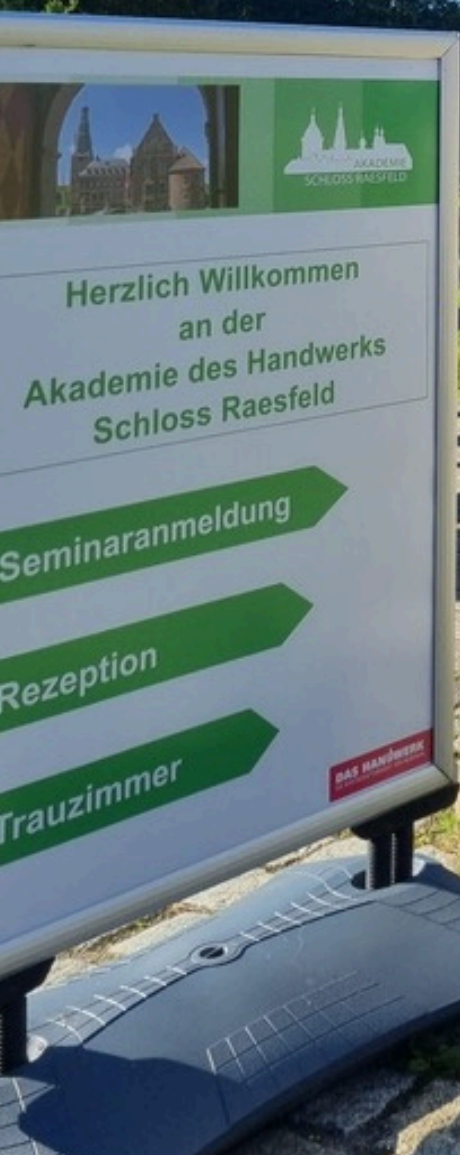 AKADEMIE
SCHLOSS RAESFELD
Herzlich Willkommen
an der
Akademie des Handwerks
Schloss Raesfeld
Seminaranmeldung
Rezeption
Trauzimmer
DAS HANDWERK